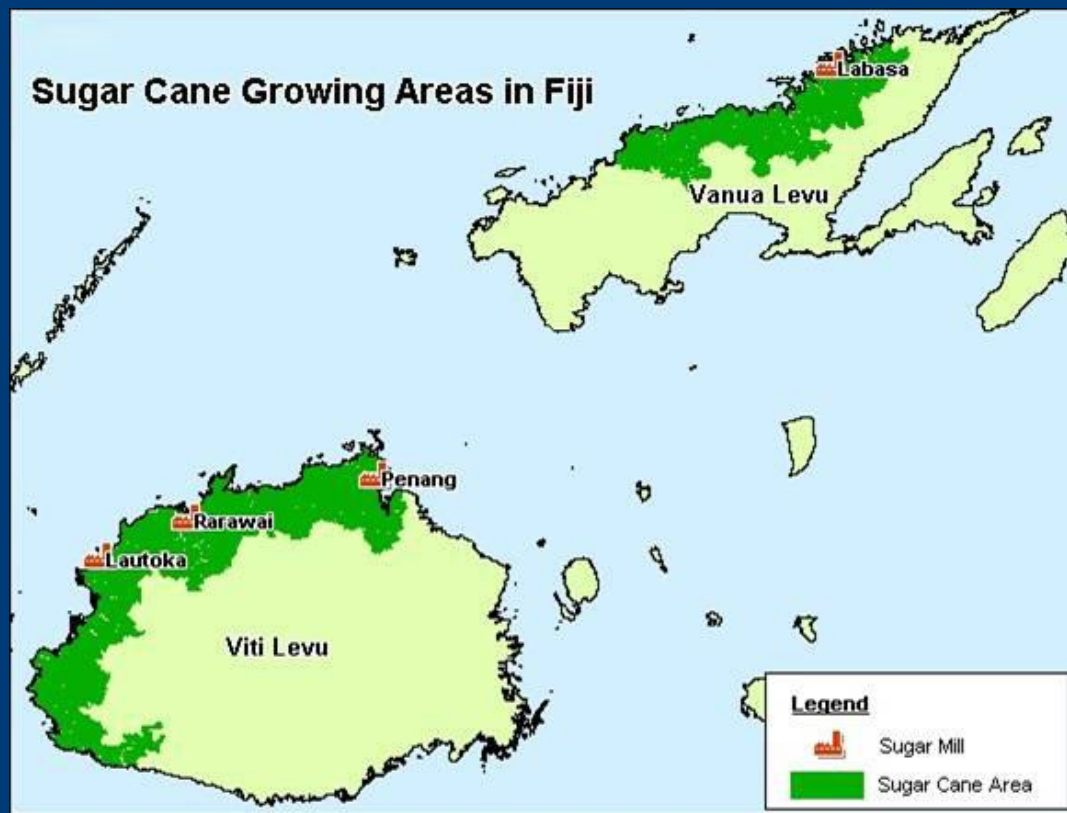 Sugar Cane Growing Areas in Fiji
Labasa
Vanua Levu
Penang
Rarawai
Lautoka
Viti Levu
Legend
Sugar Mill
Sugar Cane Area